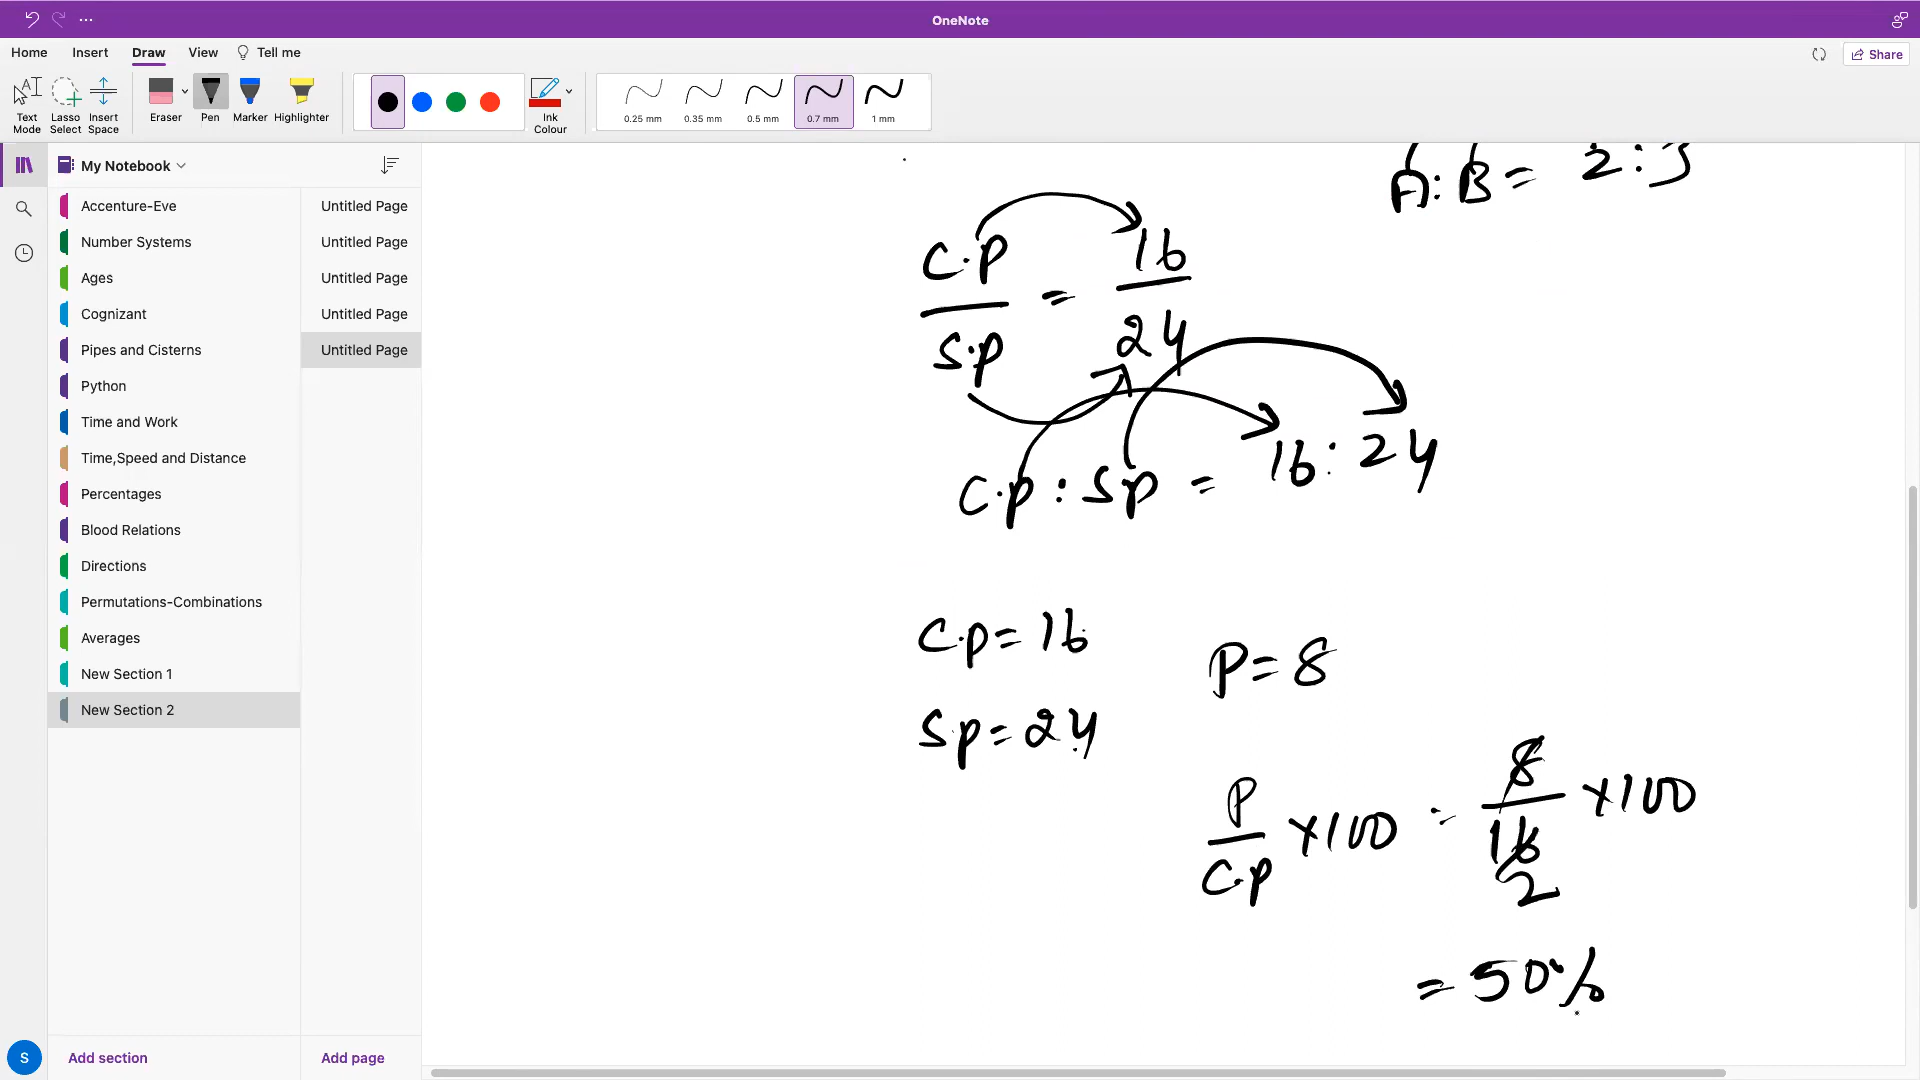 OneNote
Home Insert Draw View Tell me
Share
Text Mode
Lasso Select
Insert Space
Eraser
Pen
Marker
Highlighter
Ink Colour
0.25 mm
0.35 mm
0.5 mm
0.7 mm
1 mm
My Notebook
Accenture-Eve
Number Systems
Ages
Cognizant
Pipes and Cisterns
Python
Time and Work
Time,Speed and Distance
Percentages
Blood Relations
Directions
Permutations-Combinations
Averages
New Section 1
New Section 2
Add section
S
Untitled Page
Untitled Page
Untitled Page
Untitled Page
Untitled Page
Add page
A:B = 2:3
C.P/S.P = 16/24
C.P : SP = 16:24
C.P = 16
SP = 24
P = 8
P/C.P ×100 = 8/16 ×100
2
= 50%